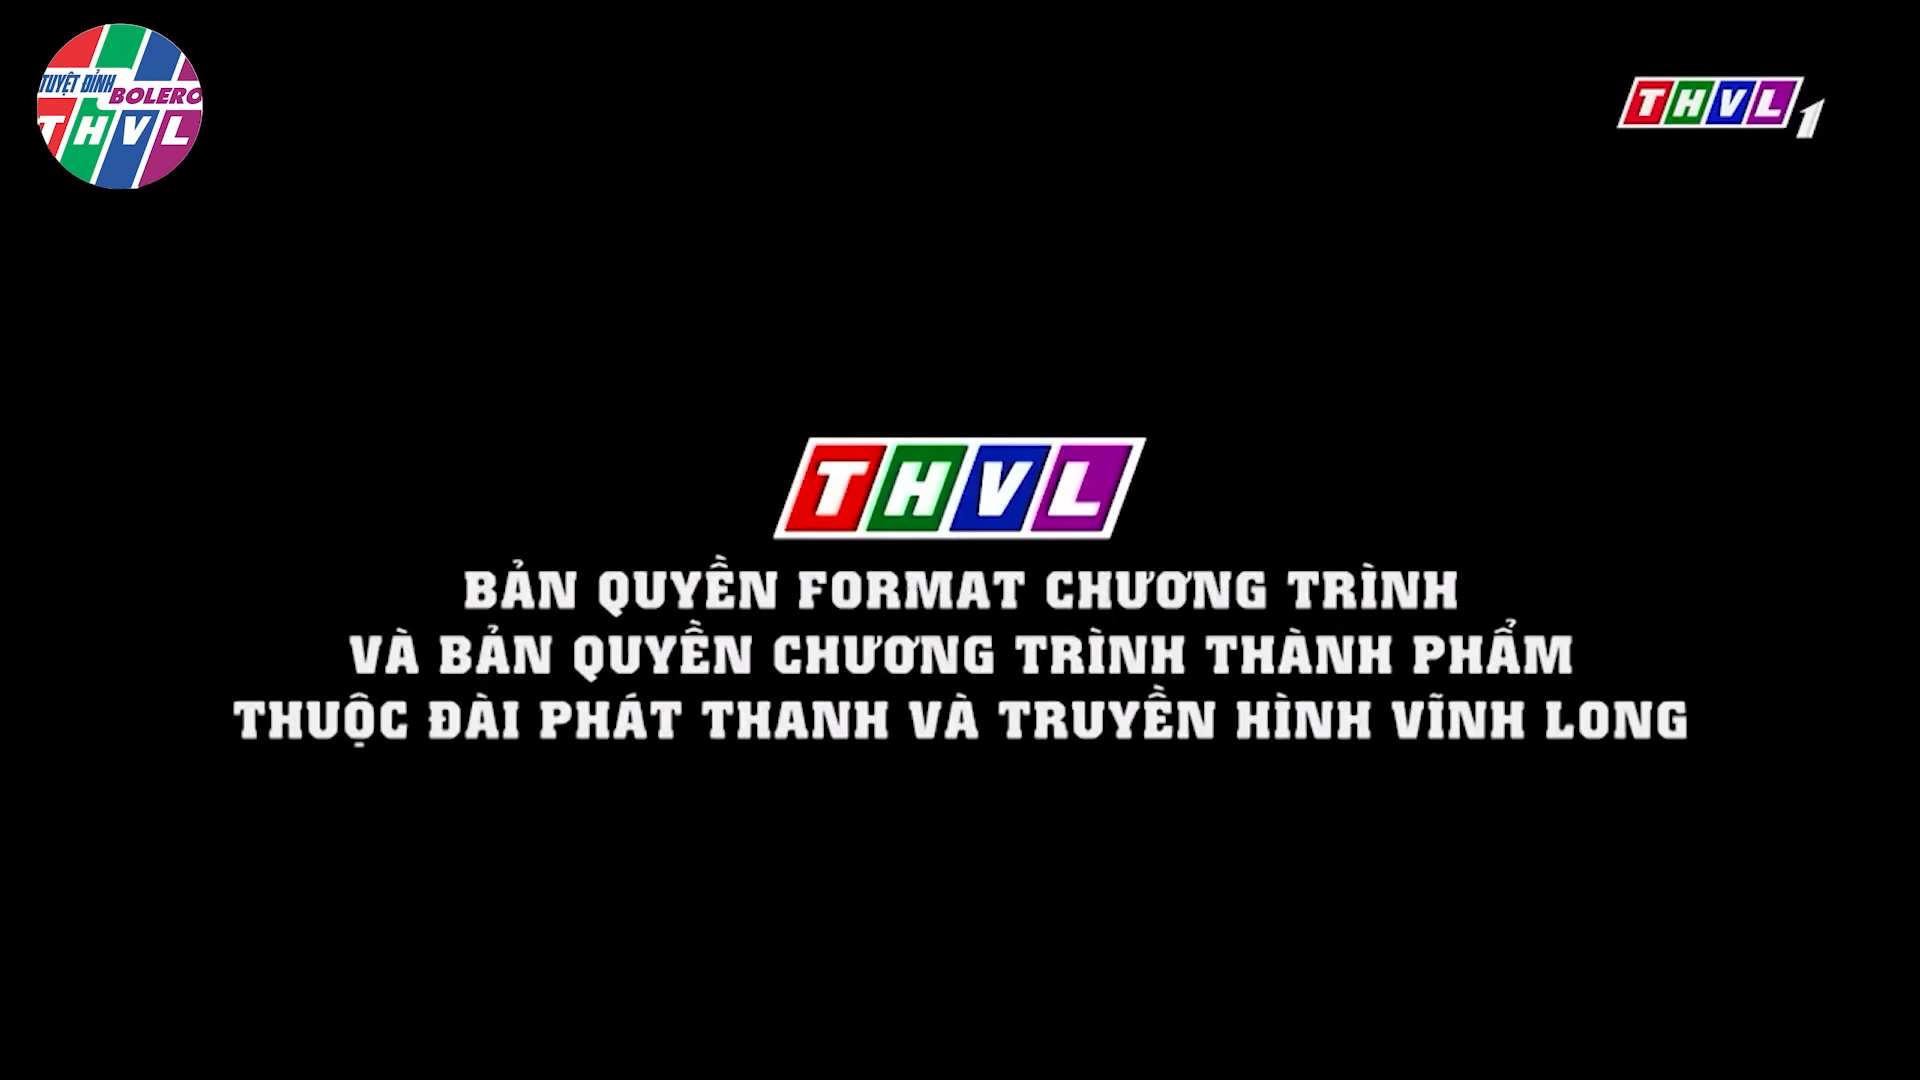 TUYỆT ĐỈNH
BOLERO
THVL
THVL1
THVL
BẢN QUYỀN FORMAT CHƯƠNG TRÌNH
VÀ BẢN QUYỀN CHƯƠNG TRÌNH THÀNH PHẨM
THUỘC ĐÀI PHÁT THANH VÀ TRUYỀN HÌNH VĨNH LONG